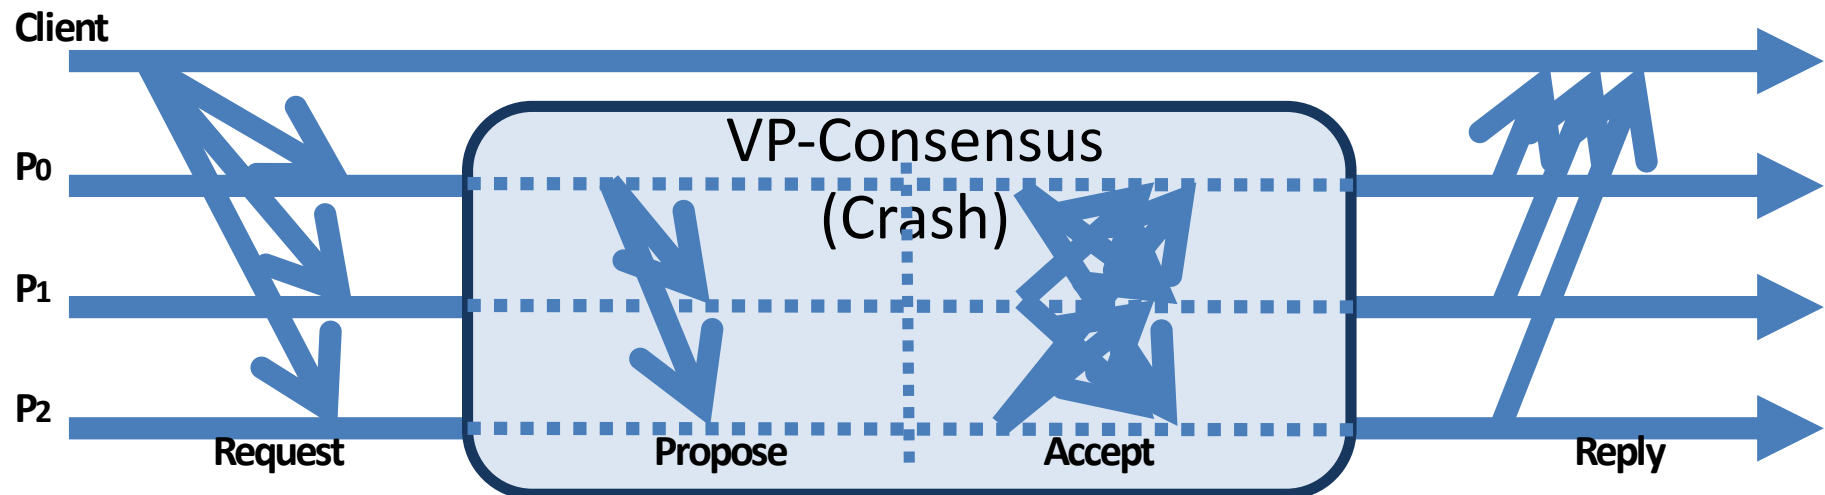 Client
P0
P1
P2
VP-Consensus
(Crash)
Request
Propose
Accept
Reply